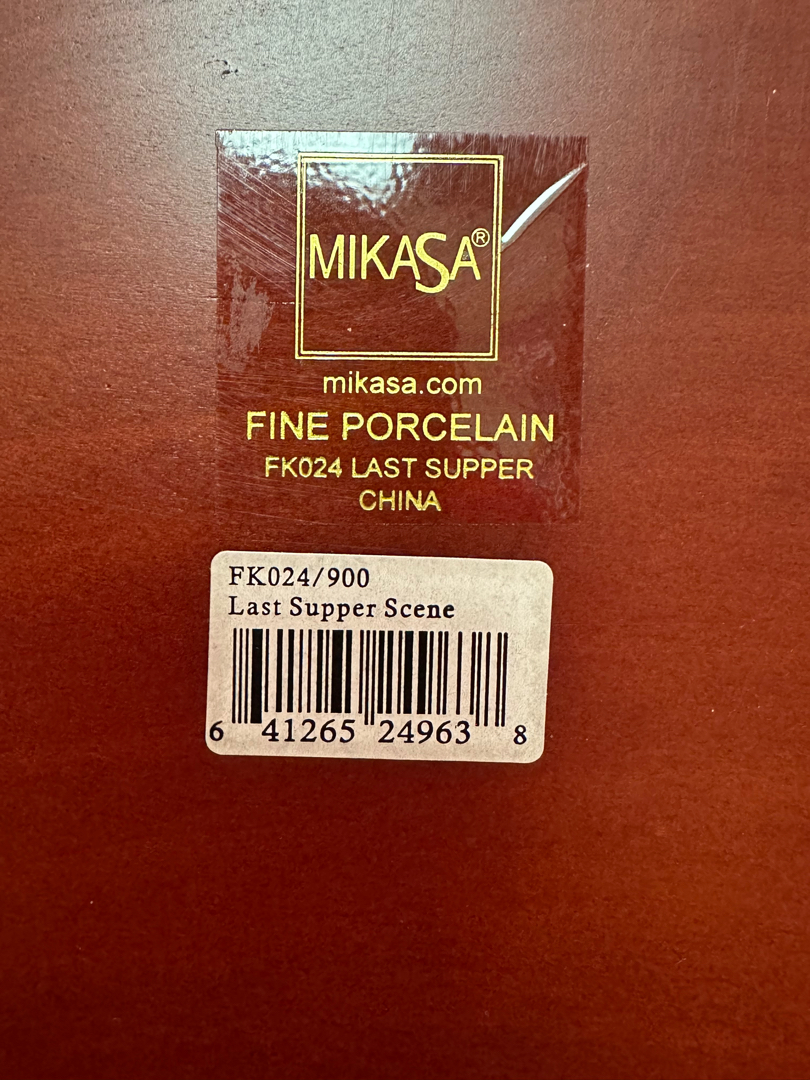 MIKASA®
mikasa.com
FINE PORCELAIN
FK024 LAST SUPPER
CHINA
FK024/900
Last Supper Scene
6 41265 24963 8